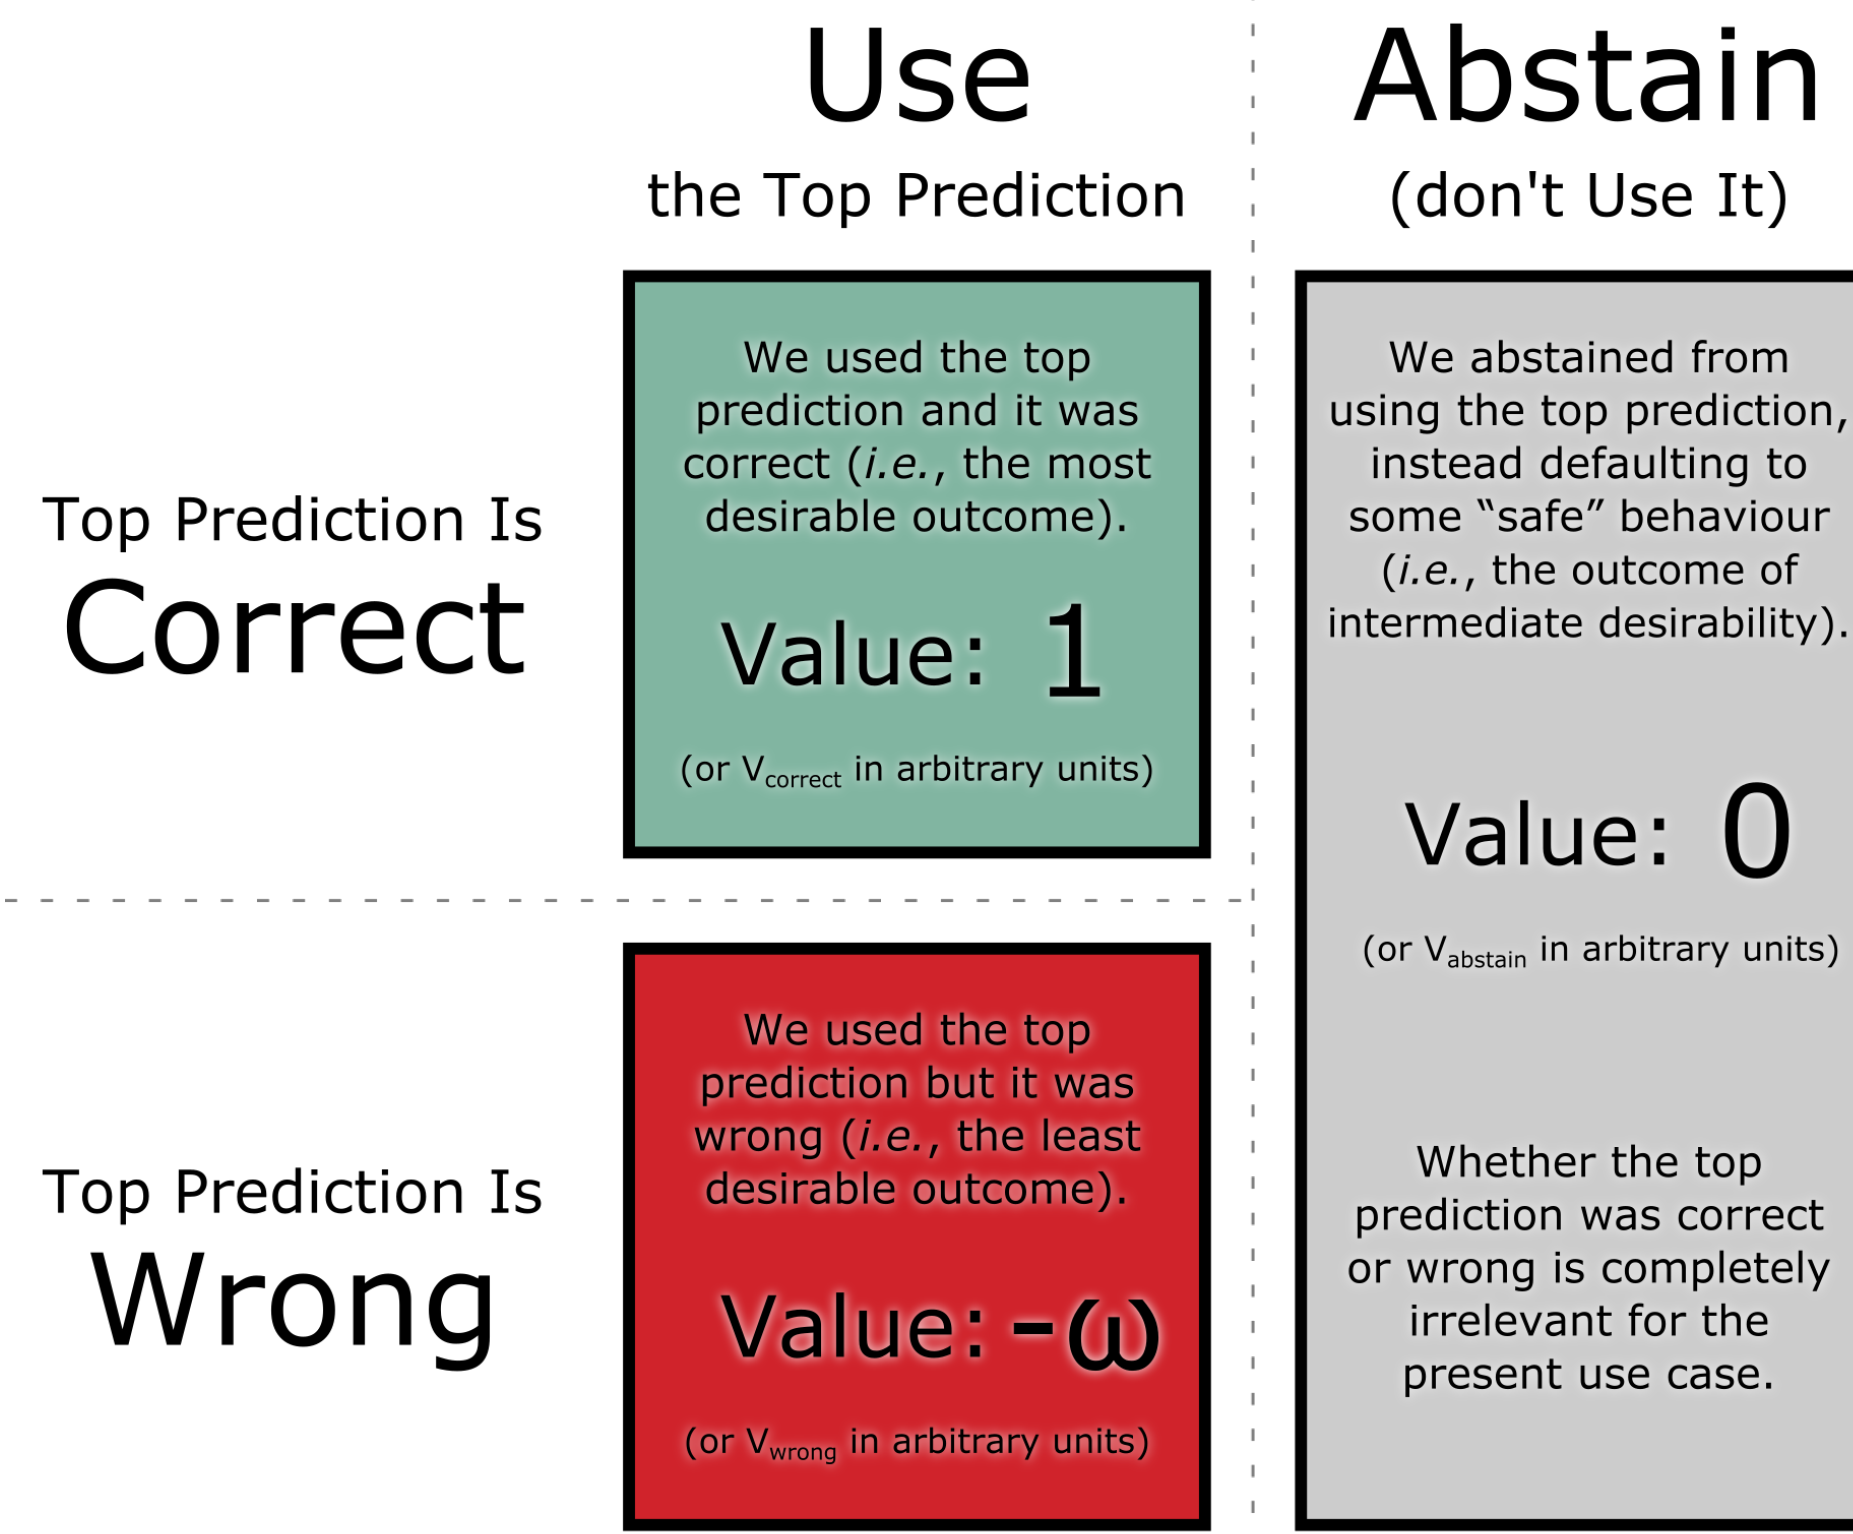 Use
the Top Prediction
Abstain
(don't Use It)
Top Prediction Is
Correct
We used the top
prediction and it was
correct (i.e., the most
desirable outcome).
Value: 1
(or Vcorrect in arbitrary units)
We abstained from
using the top prediction,
instead defaulting to
some “safe” behaviour
(i.e., the outcome of
intermediate desirability).
Value: 0
(or Vabstain in arbitrary units)
Whether the top
prediction was correct
or wrong is completely
irrelevant for the
present use case.
Top Prediction Is
Wrong
We used the top
prediction but it was
wrong (i.e., the least
desirable outcome).
Value: -ω
(or Vwrong in arbitrary units)